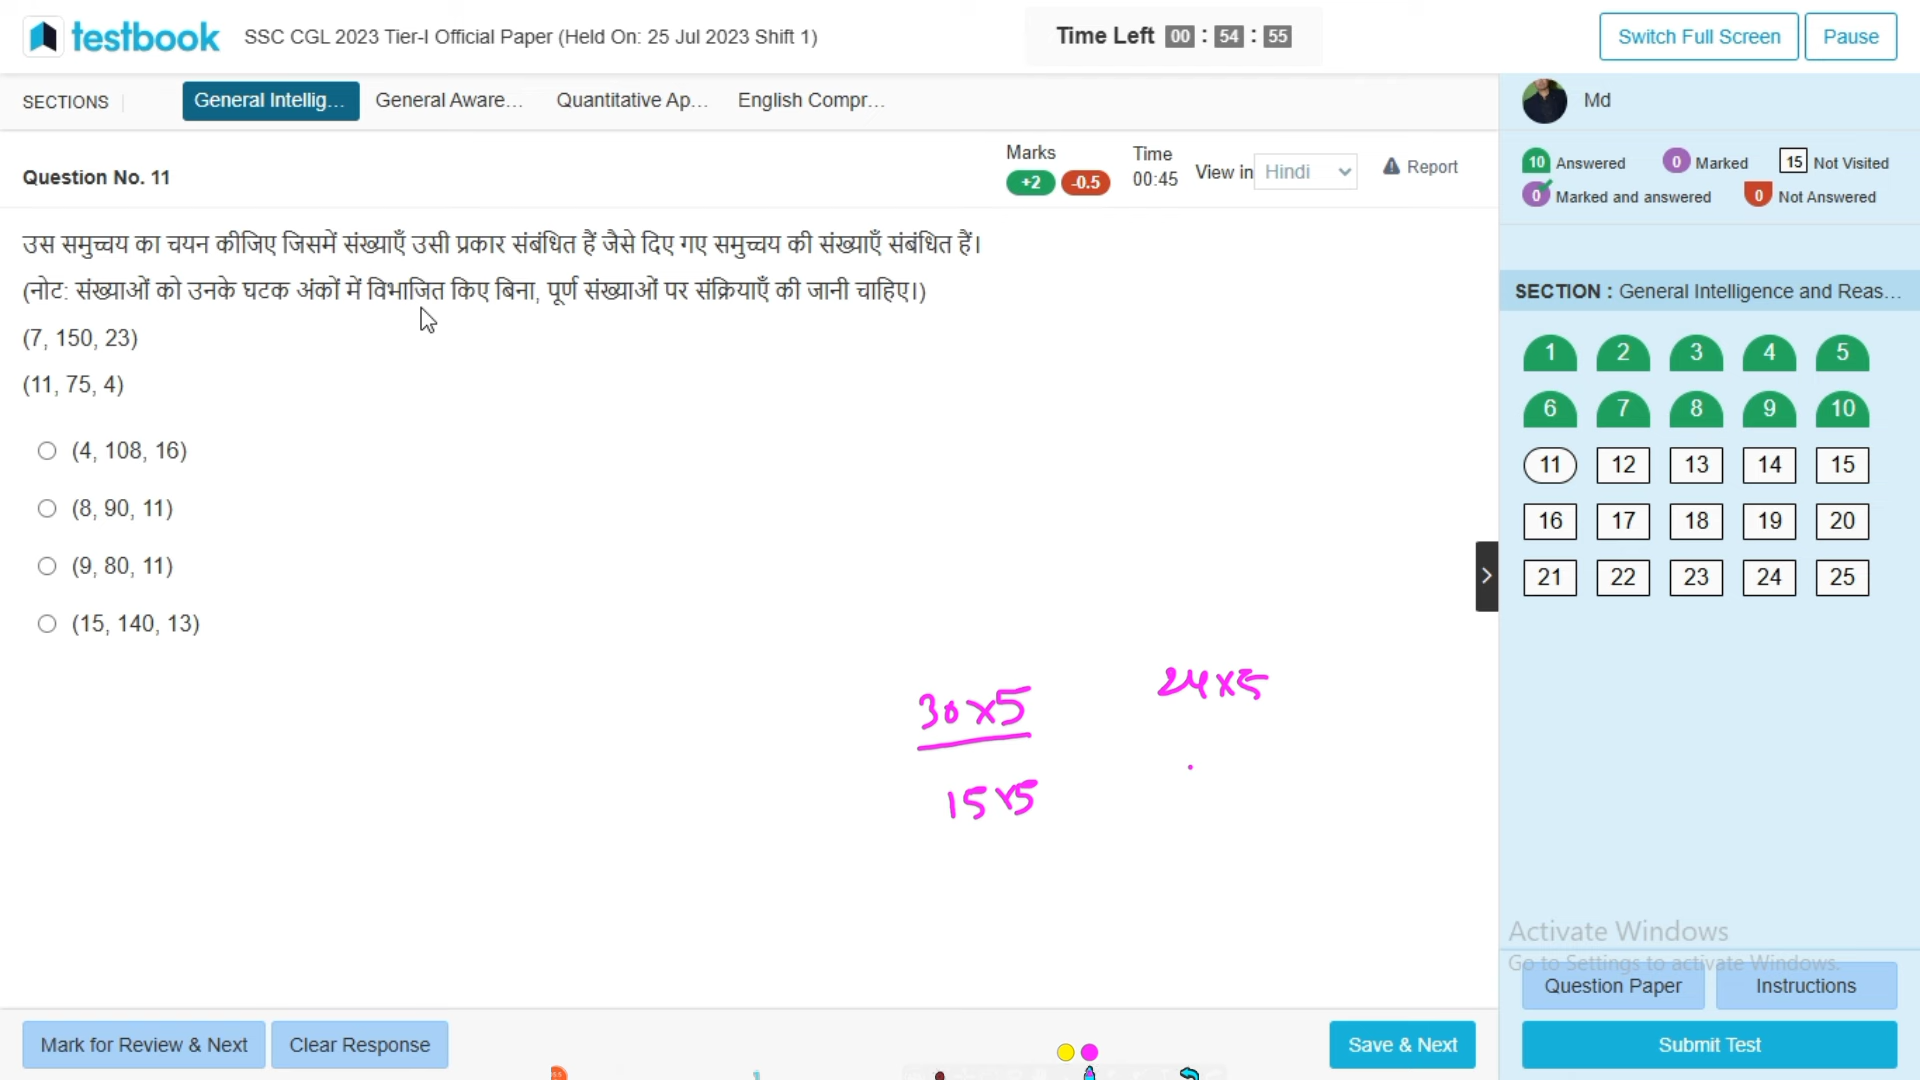 testbook SSC CGL 2023 Tier-I Official Paper (Held On: 25 Jul 2023 Shift 1) Time Left 00 : 54 : 55 Switch Full Screen Pause
SECTIONS General Intellig... General Aware... Quantitative Ap... English Compr...
Md
Question No. 11
Marks +2 -0.5
Time 00:45
View in Hindi
Report
10 Answered 0 Marked 15 Not Visited
0 Marked and answered 0 Not Answered
उस समुच्चय का चयन कीजिए जिसमें संख्याएँ उसी प्रकार संबंधित हैं जैसे दिए गए समुच्चय की संख्याएँ संबंधित हैं।
(नोट: संख्याओं को उनके घटक अंकों में विभाजित किए बिना, पूर्ण संख्याओं पर संक्रियाएँ की जानी चाहिए।)
(7, 150, 23)
(11, 75, 4)
(4, 108, 16)
(8, 90, 11)
(9, 80, 11)
(15, 140, 13)
30x5
15x5
24x5
SECTION : General Intelligence and Reas...
1 2 3 4 5
6 7 8 9 10
11 12 13 14 15
16 17 18 19 20
21 22 23 24 25
Activate Windows
Go to Settings to activate Windows.
Question Paper Instructions
Mark for Review & Next Clear Response Save & Next Submit Test